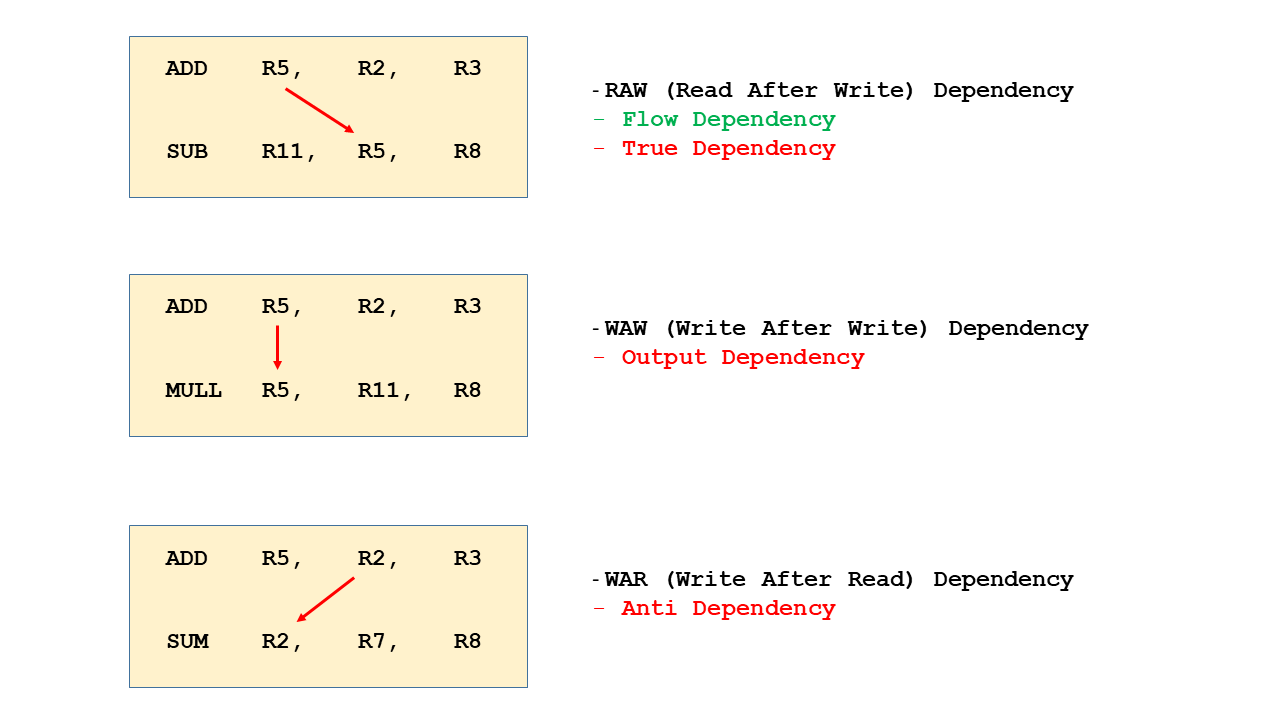 ADD R5, R2, R3
SUB R11, R5, R8
-RAW (Read After Write) Dependency
- Flow Dependency
- True Dependency
ADD R5, R2, R3
MULL R5, R11, R8
-WAW (Write After Write) Dependency
- Output Dependency
ADD R5, R2, R3
SUM R2, R7, R8
-WAR (Write After Read) Dependency
- Anti Dependency